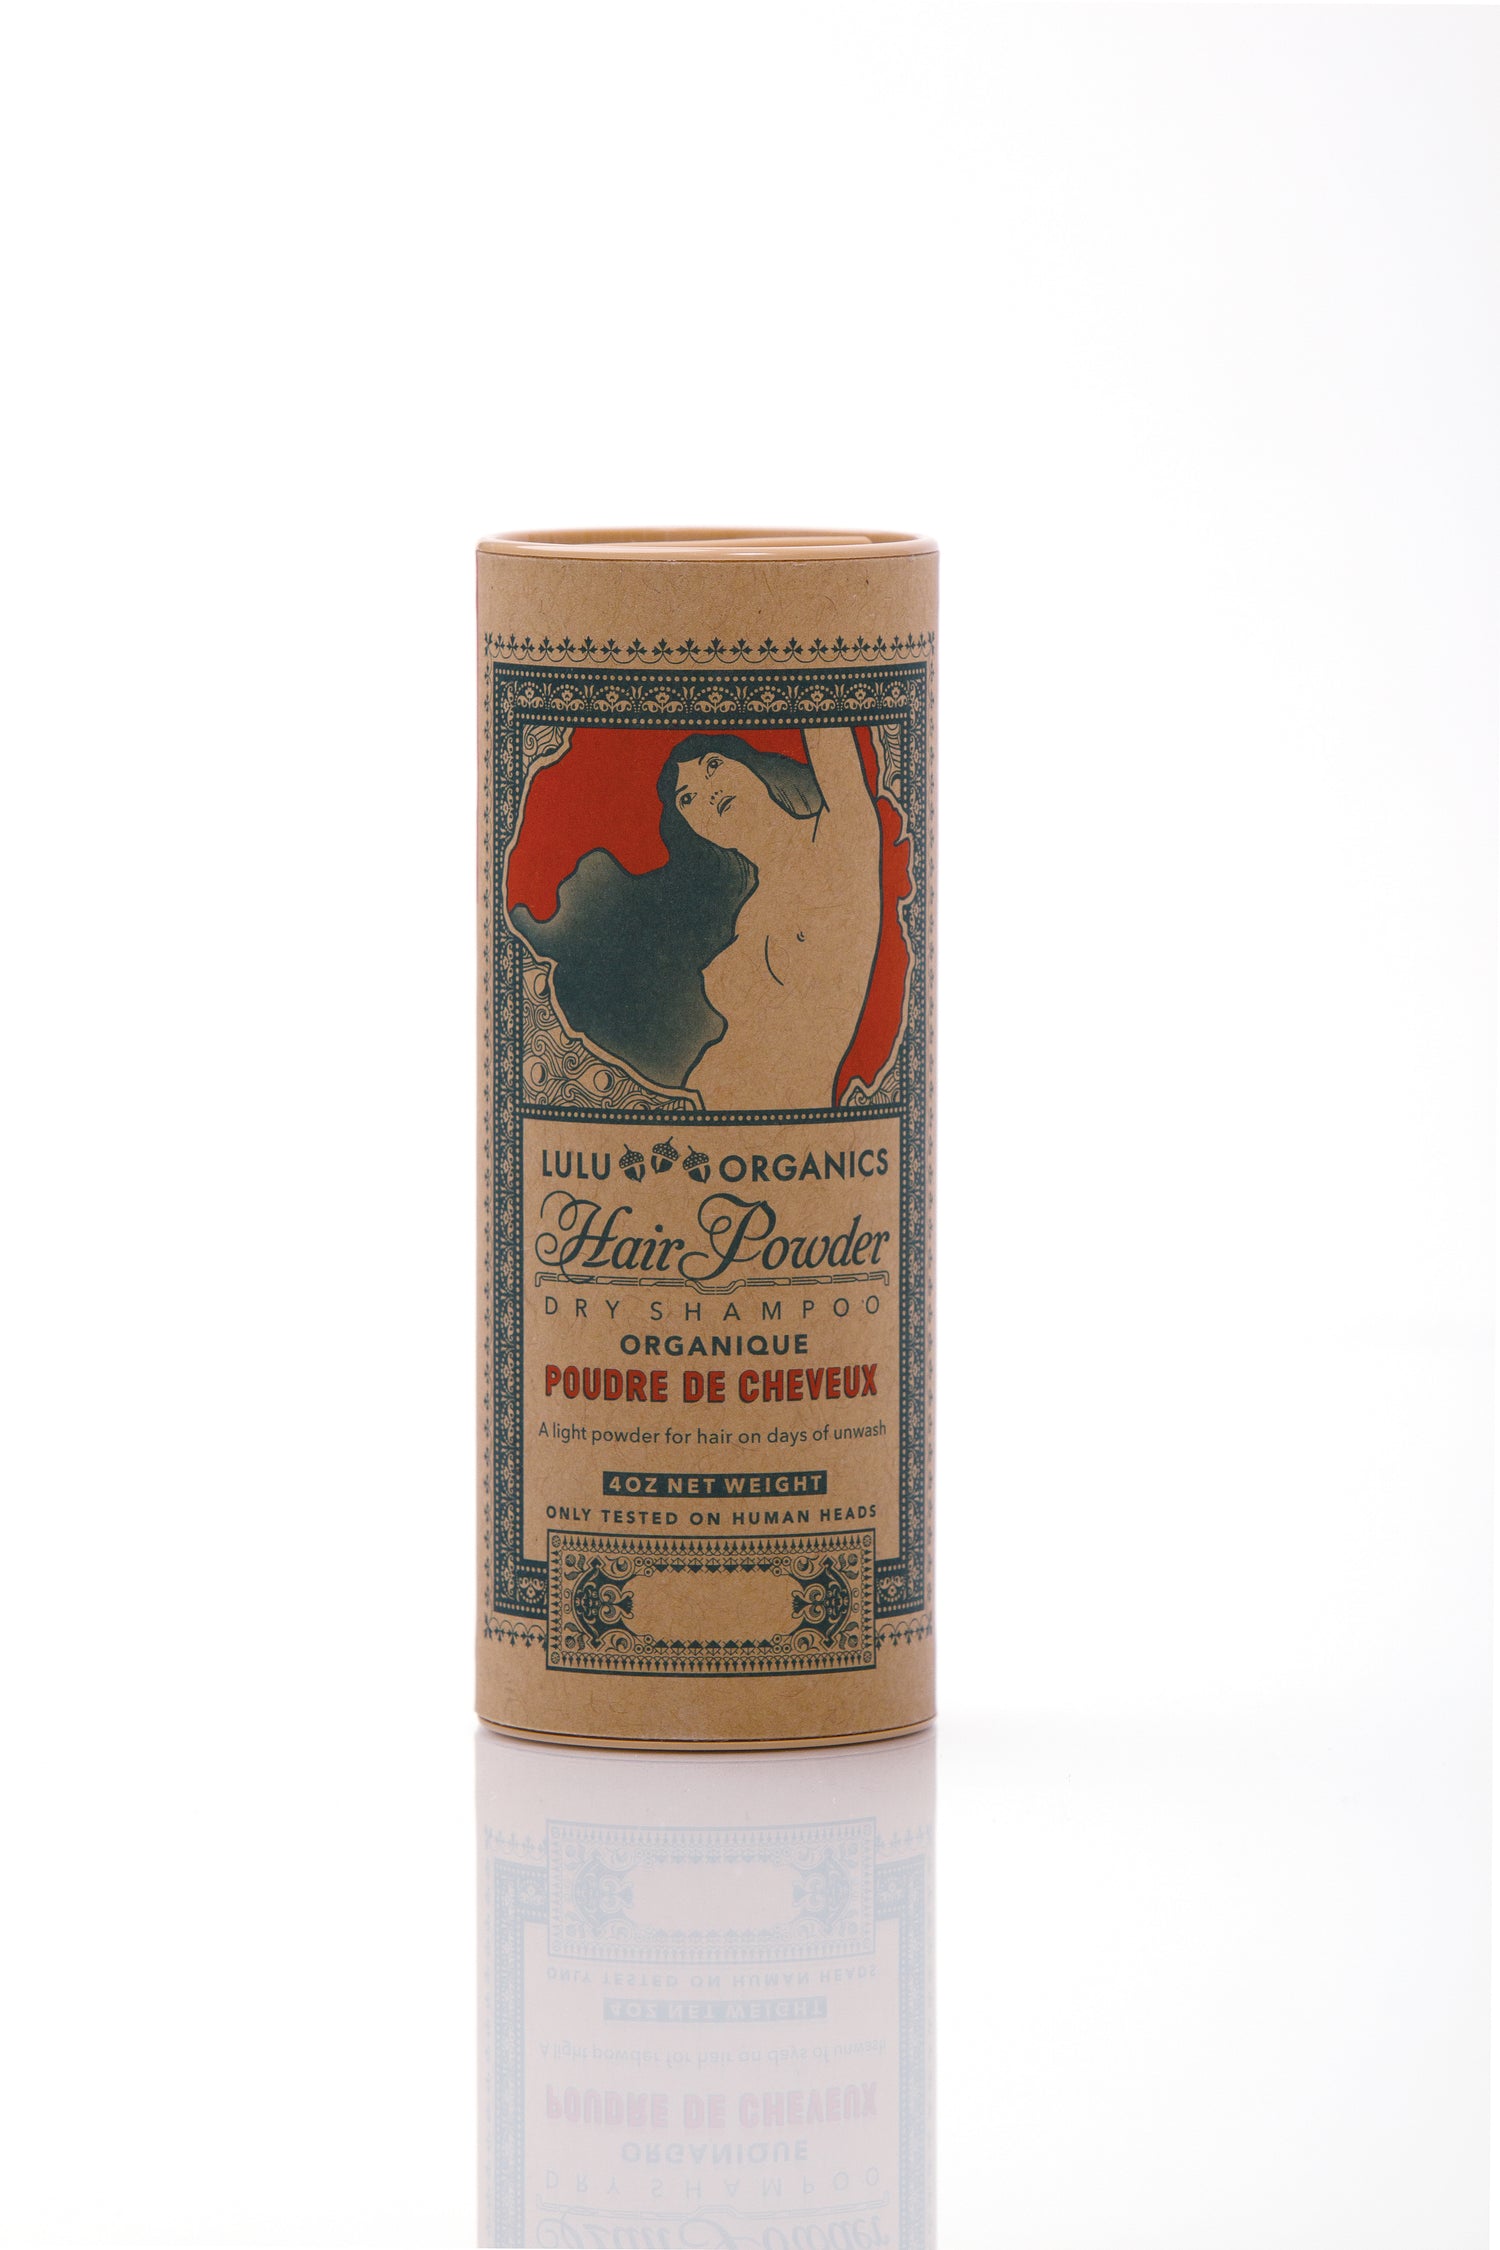 LULU ORGANICS
Hair Powder
DRY SHAMPOO
ORGANIQUE
POUDRE DE CHEVEUX
A light powder for hair on days of unwash
4OZ NET WEIGHT
ONLY TESTED ON HUMAN HEADS